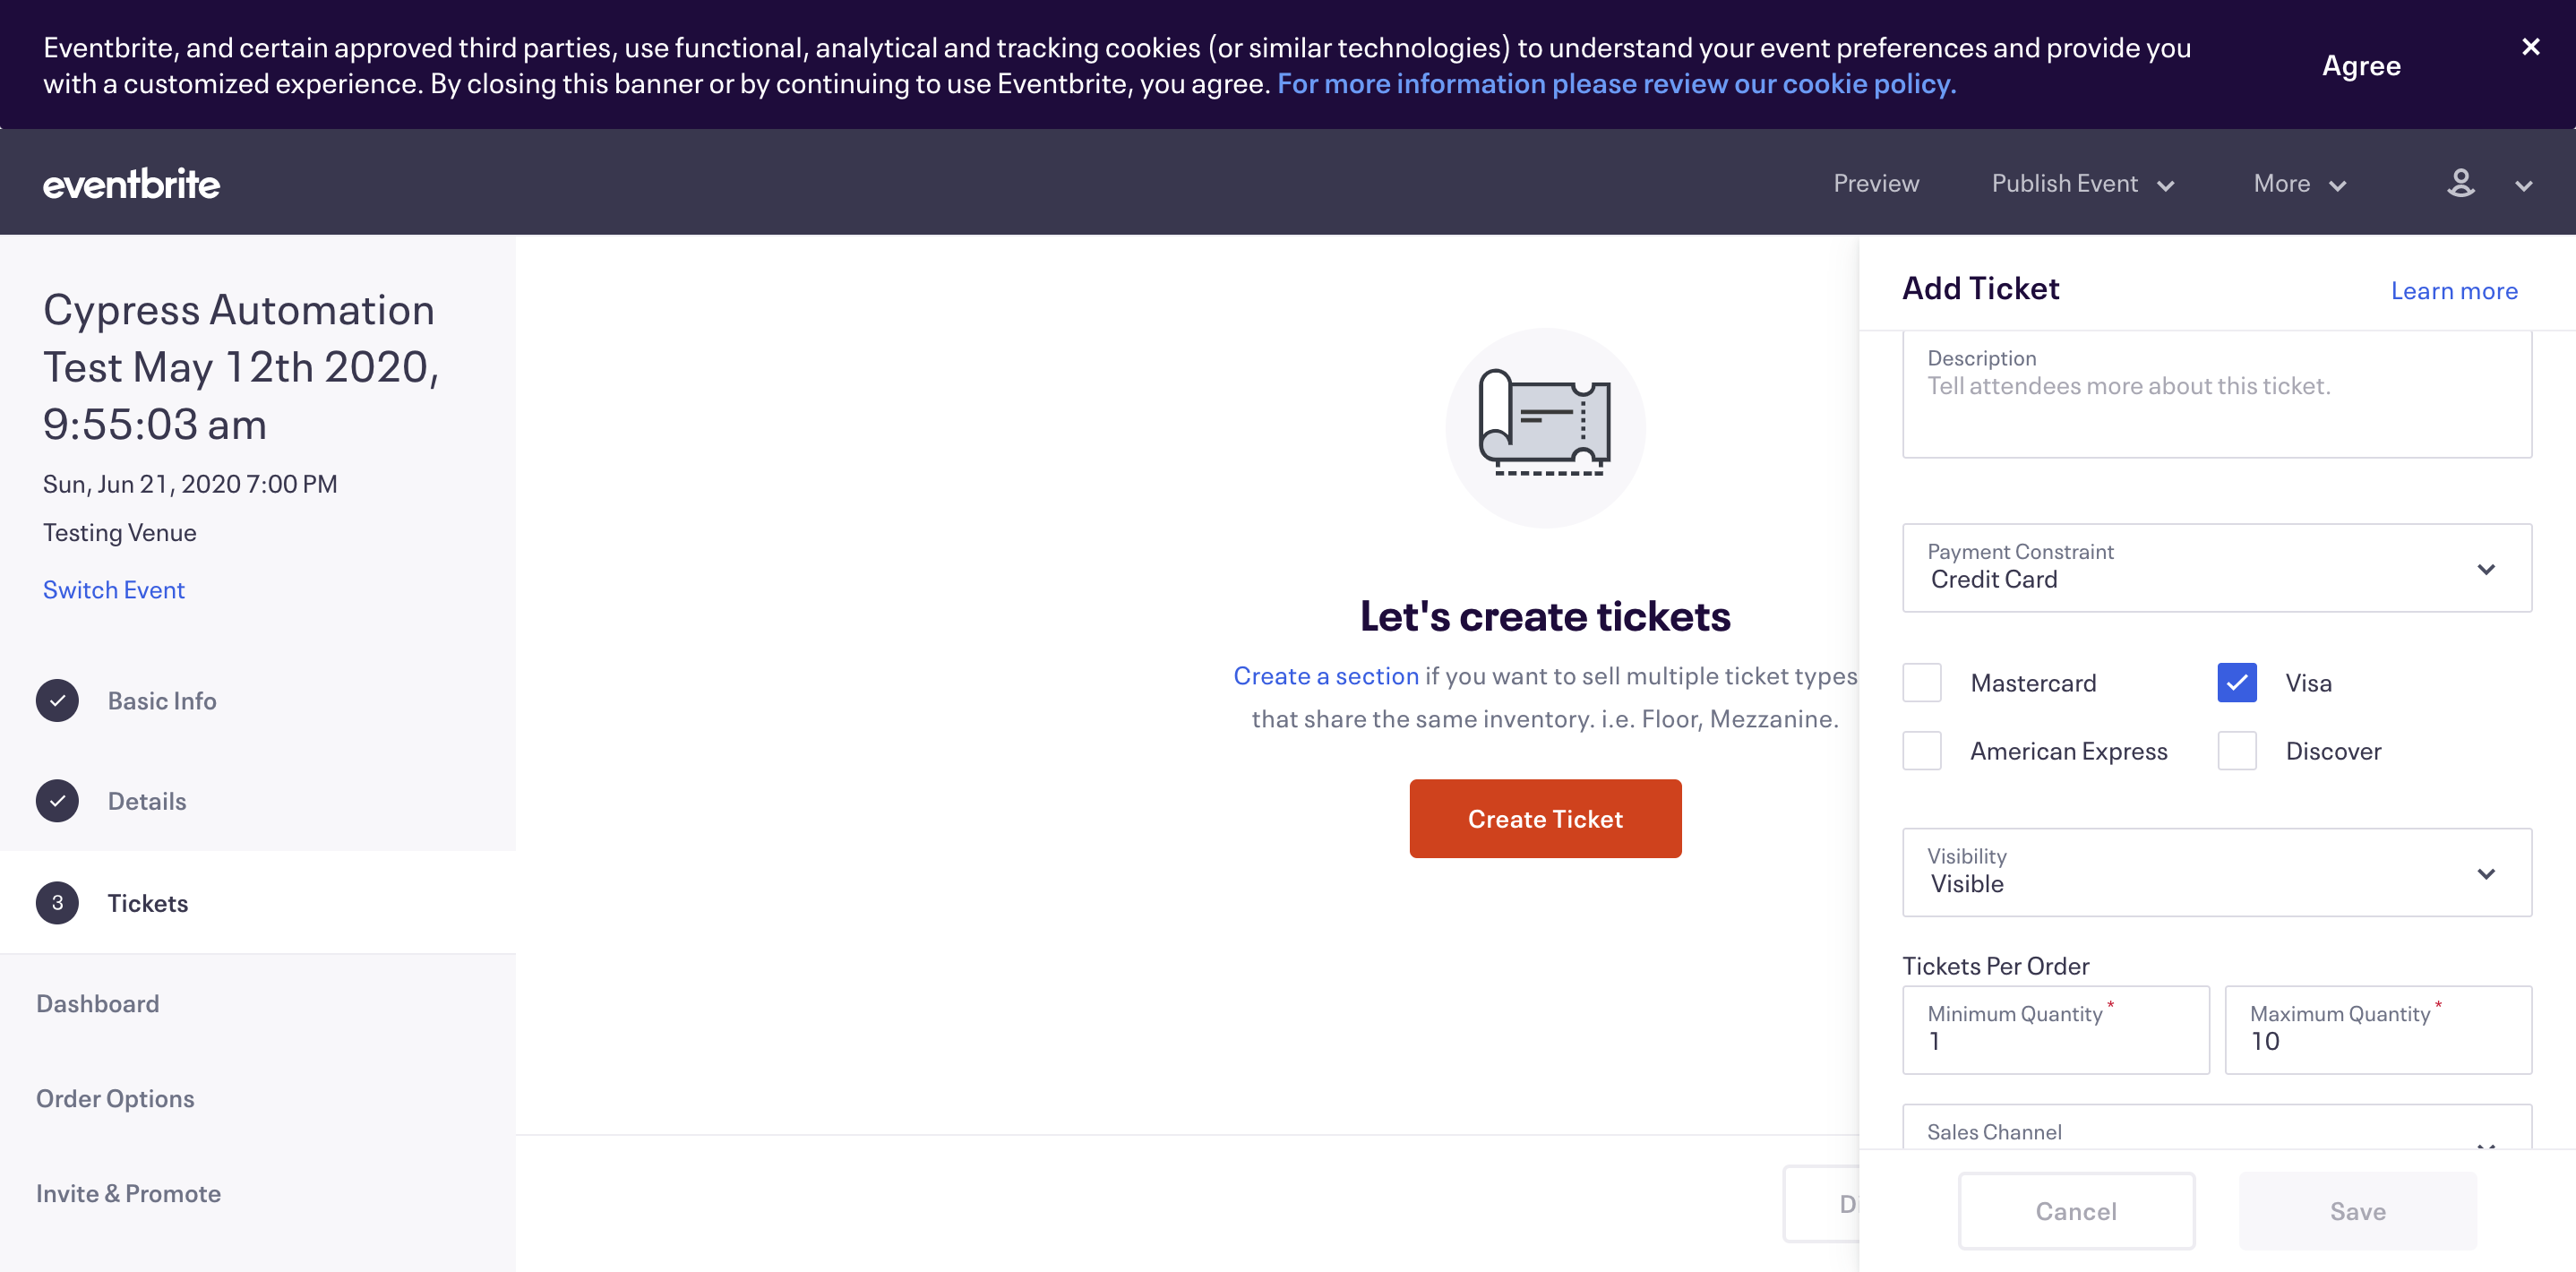 Eventbrite, and certain approved third parties, use functional, analytical and tracking cookies (or similar technologies) to understand your event preferences and provide you
with a customized experience. By closing this banner or by continuing to use Eventbrite, you agree. For more information please review our cookie policy.
Agree
eventbrite
Preview
Publish Event
More
Cypress Automation
Test May 12th 2020,
9:55:03 am
Sun, Jun 21, 2020 7:00 PM
Testing Venue
Switch Event
Basic Info
Details
3 Tickets
Dashboard
Order Options
Invite & Promote
Let's create tickets
Create a section if you want to sell multiple ticket types
that share the same inventory. i.e. Floor, Mezzanine.
Create Ticket
D
Add Ticket
Learn more
Description
Tell attendees more about this ticket.
Payment Constraint
Credit Card
Mastercard
Visa
American Express
Discover
Visibility
Visible
Tickets Per Order
Minimum Quantity *
1
Maximum Quantity *
10
Sales Channel
Cancel
Save